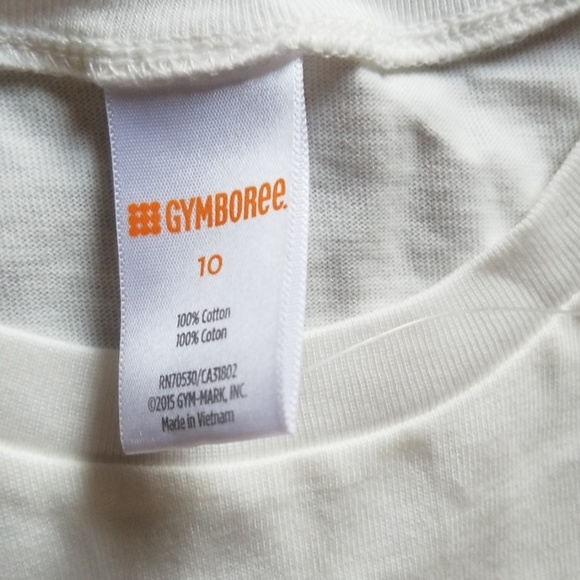 GYMBOREE.
10
100% Cotton
100% Coton
RN70530/CA31802
©2015 GYM-MARK, INC.
Made in Vietnam